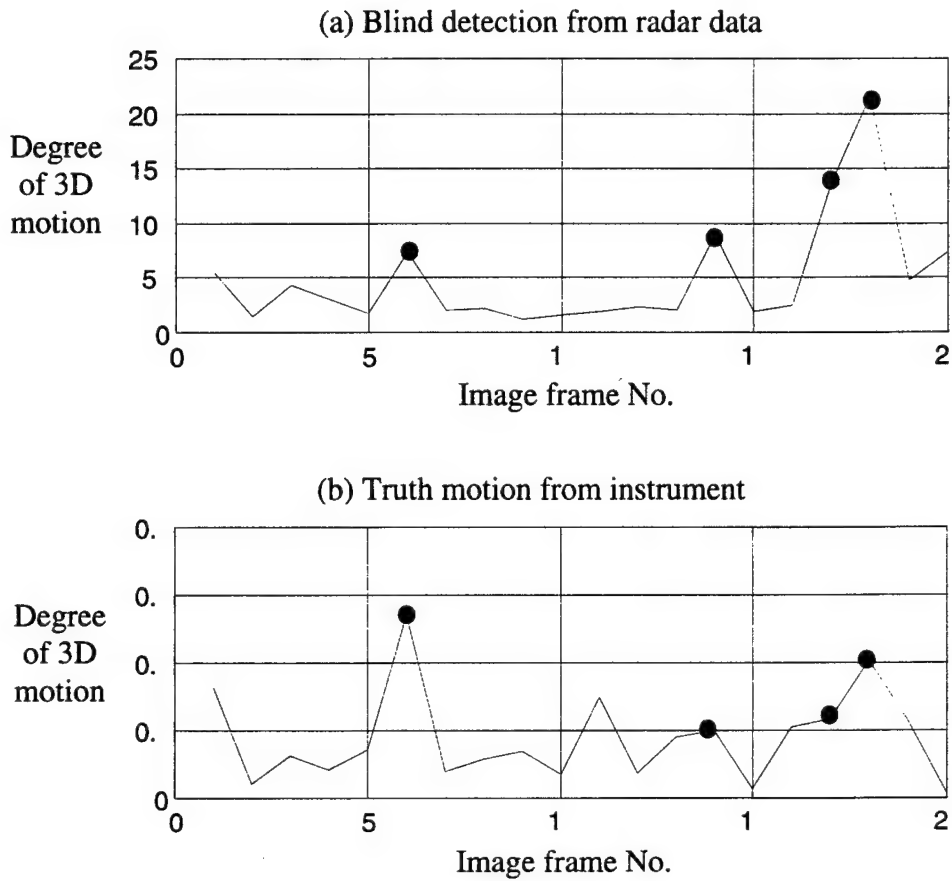 (a) Blind detection from radar data
25
20
15
10
5
0
Degree
of 3D
motion
0 5 1 1 2
Image frame No.
(b) Truth motion from instrument
0.
0.
0.
0.
0
Degree
of 3D
motion
0 5 1 1 2
Image frame No.